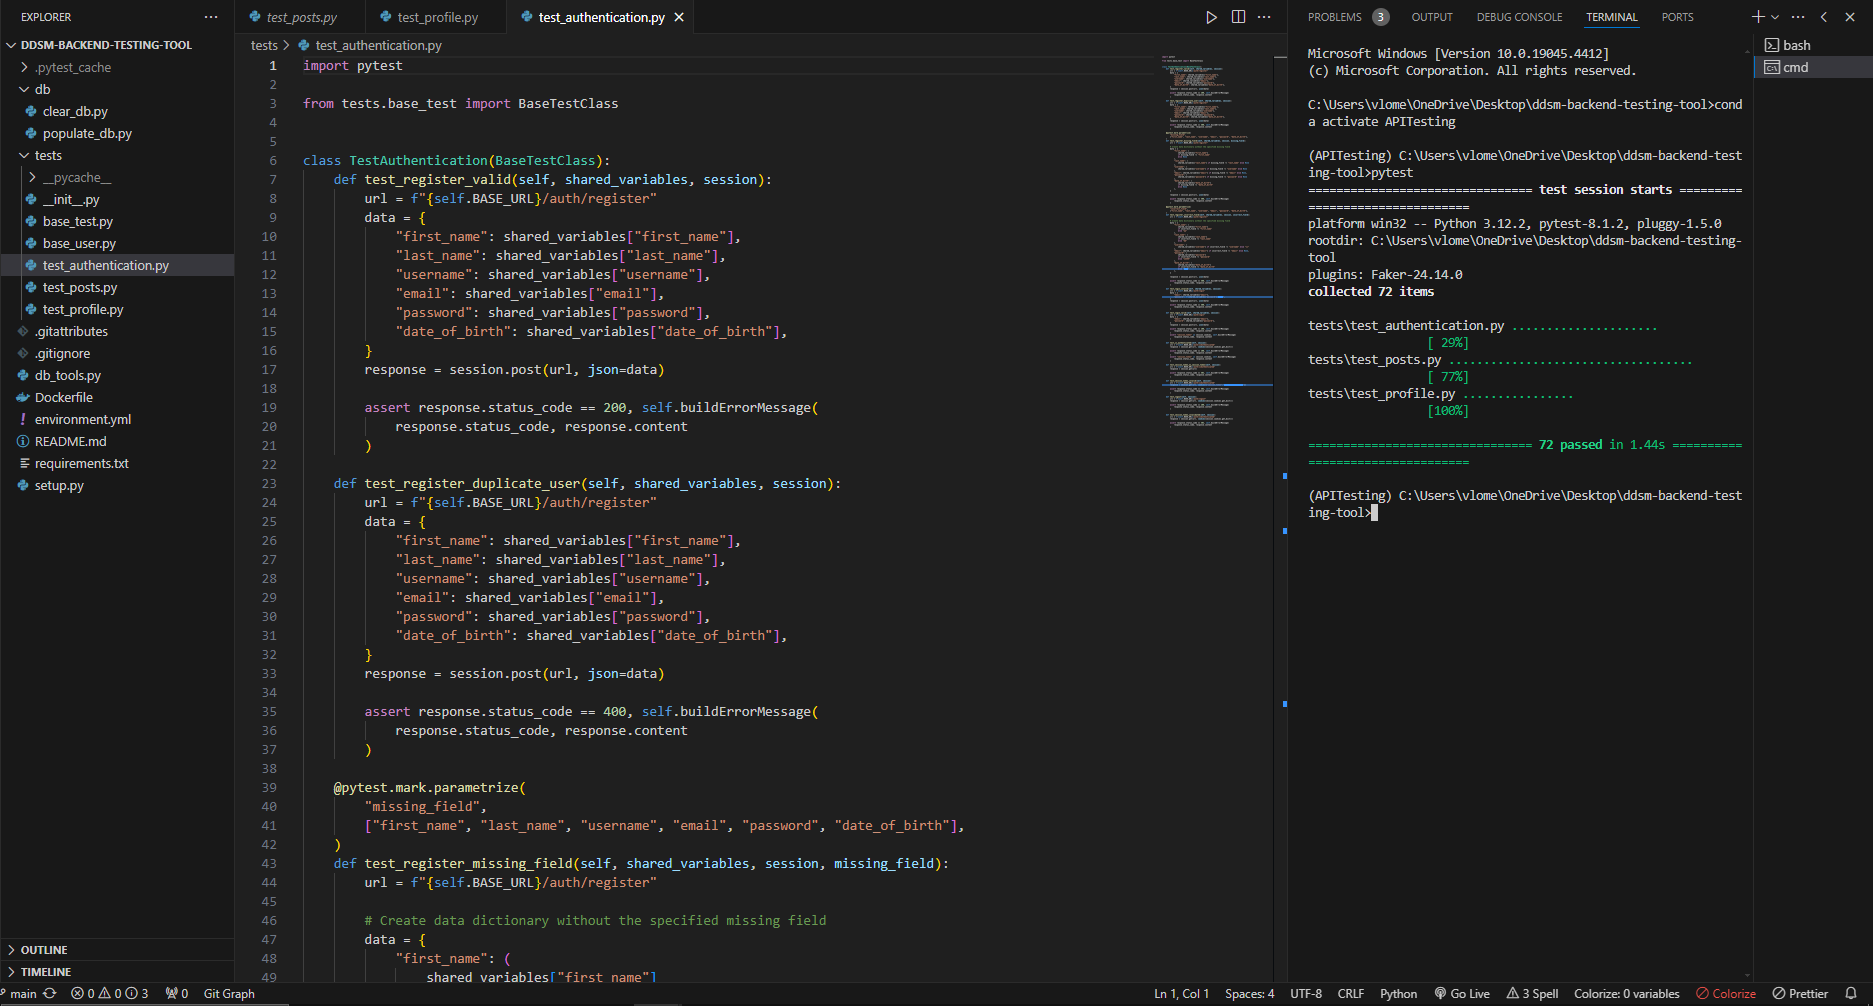 EXPLORER
DDSM-BACKEND-TESTING-TOOL
.pytest_cache
db
clear_db.py
populate_db.py
tests
__pycache__
__init__.py
base_test.py
base_user.py
test_authentication.py
test_posts.py
test_profile.py
.gitattributes
.gitignore
db_tools.py
Dockerfile
environment.yml
README.md
requirements.txt
setup.py
OUTLINE
TIMELINE
test_posts.py test_profile.py test_authentication.py
tests > test_authentication.py
1 import pytest
2
3 from tests.base_test import BaseTestClass
4
5
6 class TestAuthentication(BaseTestClass):
7 def test_register_valid(self, shared_variables, session):
8 url = f"{self.BASE_URL}/auth/register"
9 data = {
10 "first_name": shared_variables["first_name"],
11 "last_name": shared_variables["last_name"],
12 "username": shared_variables["username"],
13 "email": shared_variables["email"],
14 "password": shared_variables["password"],
15 "date_of_birth": shared_variables["date_of_birth"],
16 }
17 response = session.post(url, json=data)
18
19 assert response.status_code == 200, self.buildErrorMessage(
20 response.status_code, response.content
21 )
22
23 def test_register_duplicate_user(self, shared_variables, session):
24 url = f"{self.BASE_URL}/auth/register"
25 data = {
26 "first_name": shared_variables["first_name"],
27 "last_name": shared_variables["last_name"],
28 "username": shared_variables["username"],
29 "email": shared_variables["email"],
30 "password": shared_variables["password"],
31 "date_of_birth": shared_variables["date_of_birth"],
32 }
33 response = session.post(url, json=data)
34
35 assert response.status_code == 400, self.buildErrorMessage(
36 response.status_code, response.content
37 )
38
39 @pytest.mark.parametrize(
40 "missing_field",
41 ["first_name", "last_name", "username", "email", "password", "date_of_birth"],
42 )
43 def test_register_missing_field(self, shared_variables, session, missing_field):
44 url = f"{self.BASE_URL}/auth/register"
45
46 # Create data dictionary without the specified missing field
47 data = {
48 "first_name": (
49 shared_variables["first_name"]
PROBLEMS 3 OUTPUT DEBUG CONSOLE TERMINAL PORTS
Microsoft Windows [Version 10.0.19045.4412]
(c) Microsoft Corporation. All rights reserved.
C:\Users\vlome\OneDrive\Desktop\ddsm-backend-testing-tool>cond
a activate APITesting
(APITesting) C:\Users\vlome\OneDrive\Desktop\ddsm-backend-test
ing-tool>pytest
================================ test session starts =========
=======================
platform win32 -- Python 3.12.2, pytest-8.1.2, pluggy-1.5.0
rootdir: C:\Users\vlome\OneDrive\Desktop\ddsm-backend-testing-
tool
plugins: Faker-24.14.0
collected 72 items
tests\test_authentication.py .....................
[ 29%]
tests\test_posts.py ...................................
[ 77%]
tests\test_profile.py ................
[100%]
================================ 72 passed in 1.44s ==========
=======================
(APITesting) C:\Users\vlome\OneDrive\Desktop\ddsm-backend-test
ing-tool>
bash
cmd
main 0 0 3 0 Git Graph Ln 1, Col 1 Spaces: 4 UTF-8 CRLF Python Go Live 3 Spell Colorize: 0 variables Colorize Prettier